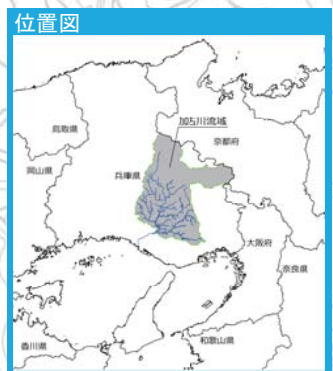 位置図
加古川流域
鳥取県
京都府
岡山県
兵庫県
大阪府
奈良県
香川県
和歌山県